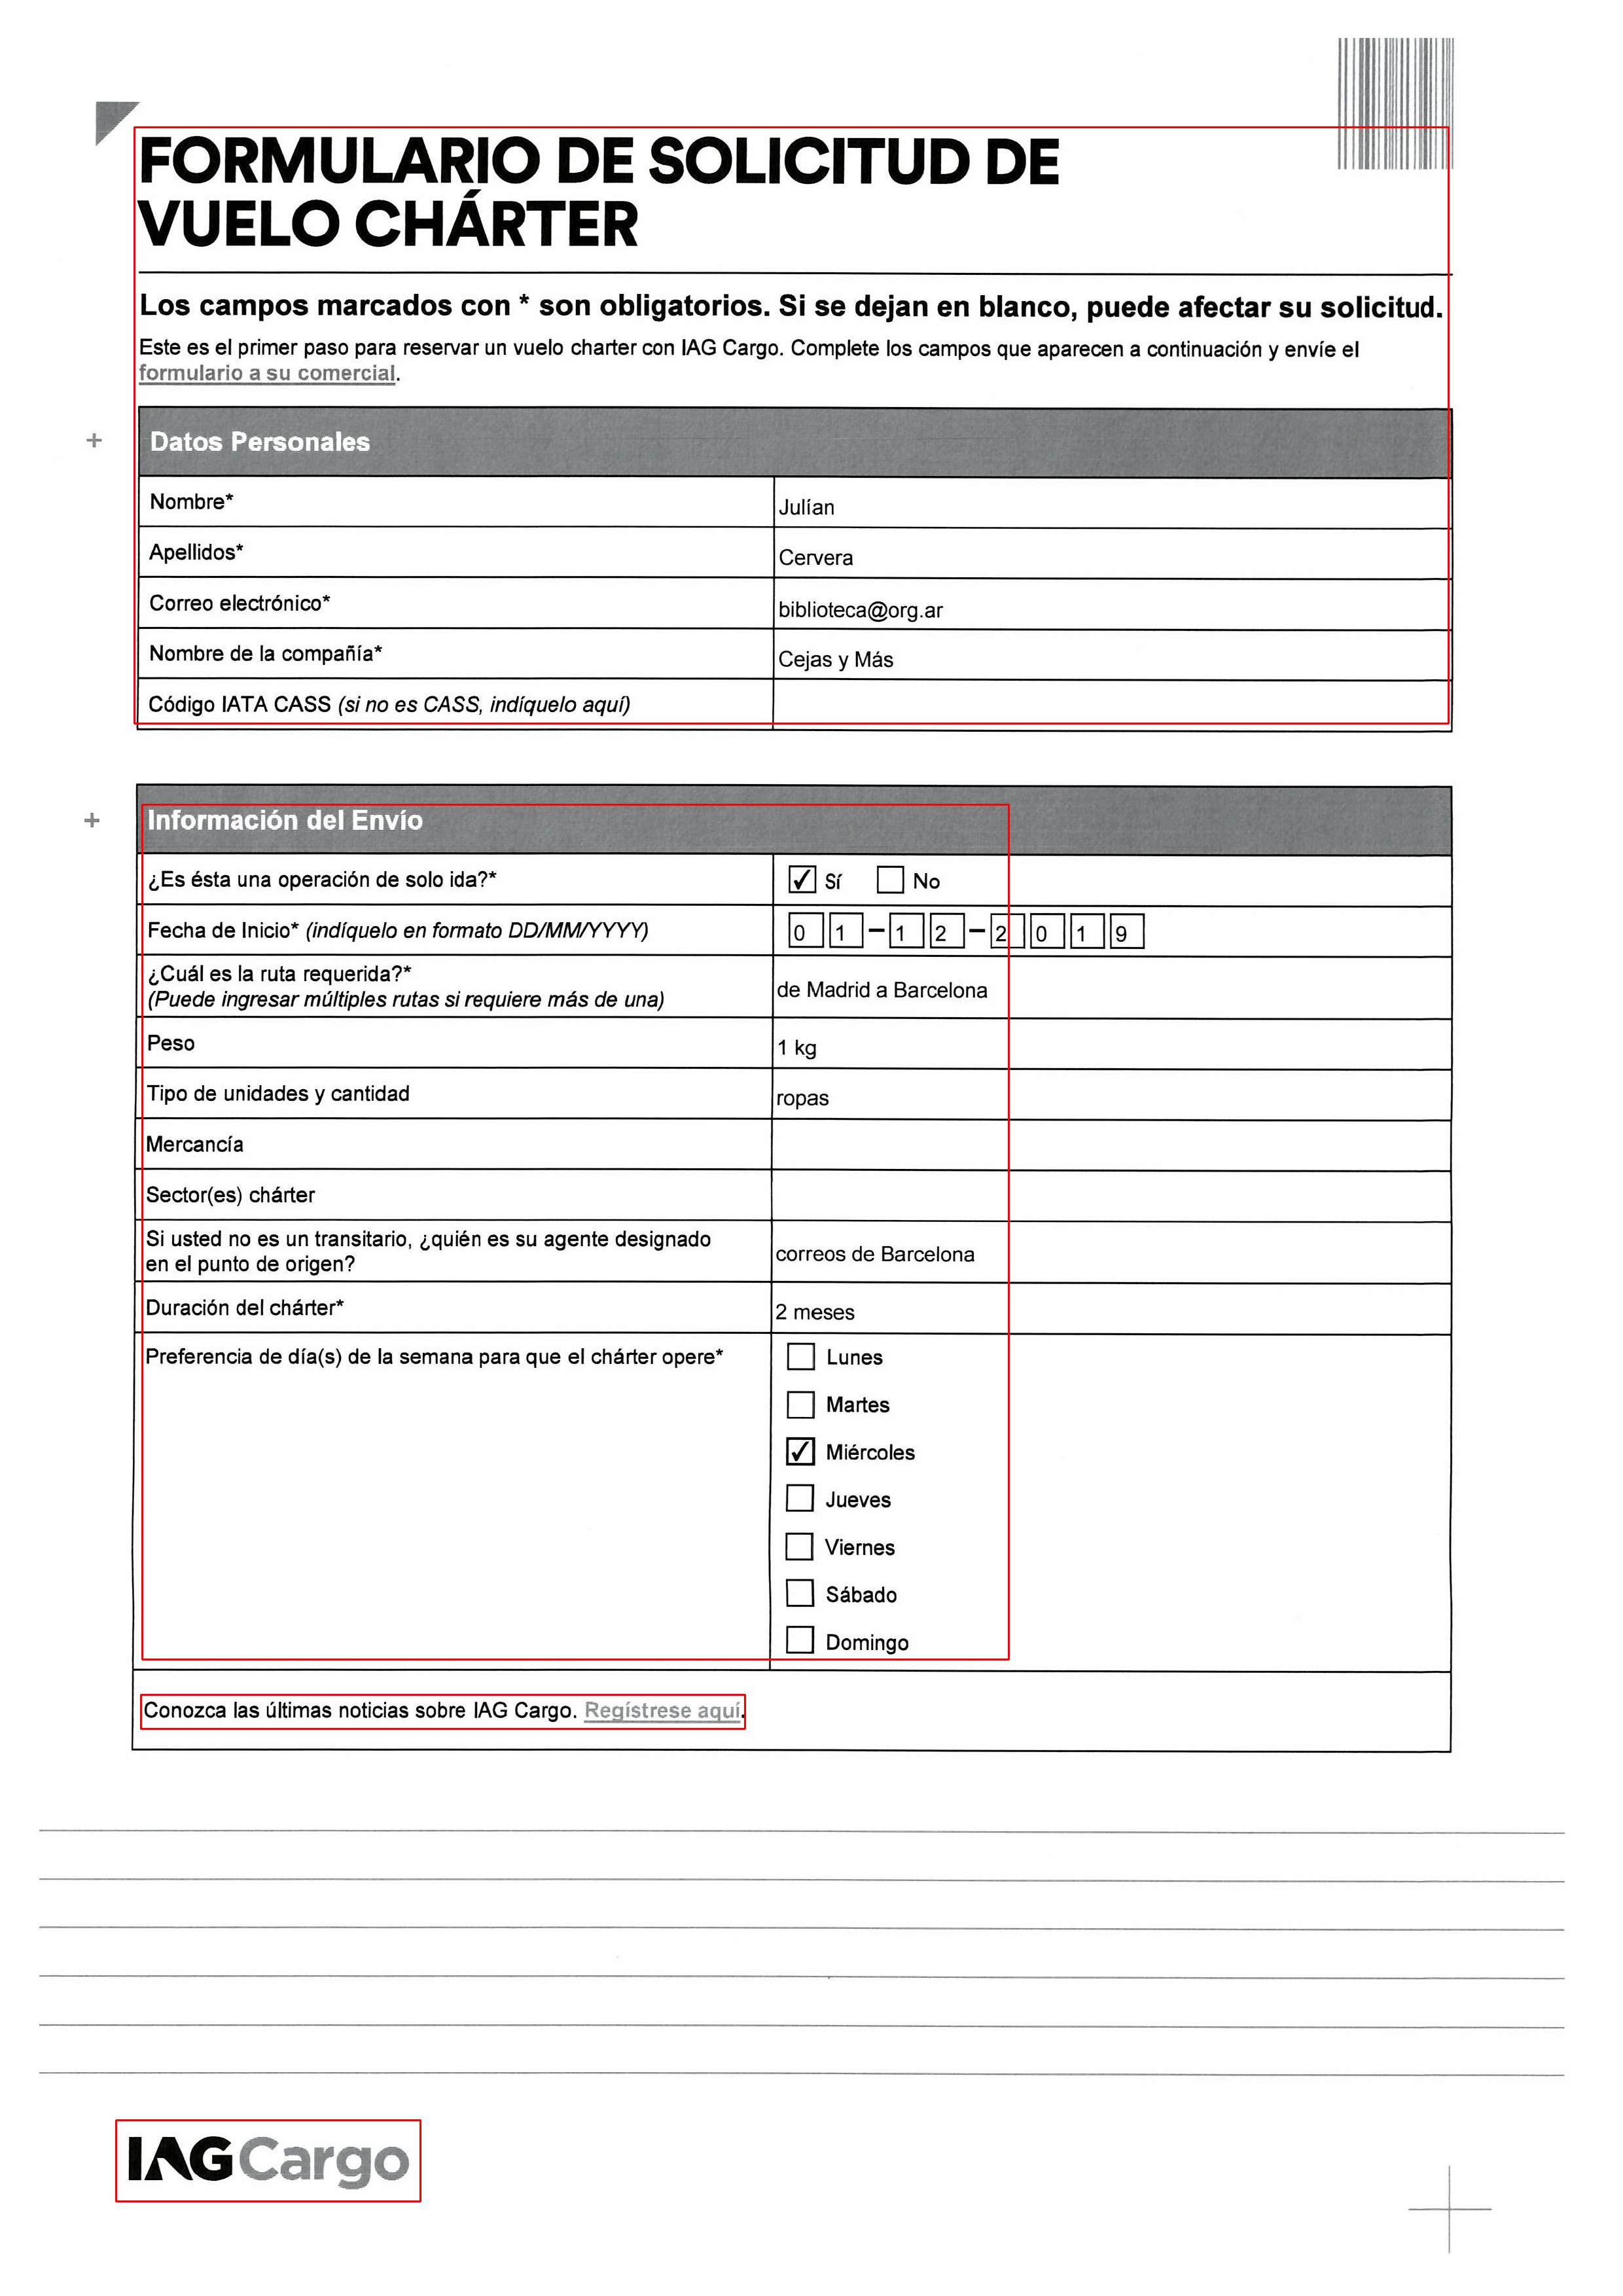 FORMULARIO DE SOLICITUD DE
VUELO CHÁRTER
Los campos marcados con * son obligatorios. Si se dejan en blanco, puede afectar su solicitud.
Este es el primer paso para reservar un vuelo charter con IAG Cargo. Complete los campos que aparecen a continuación y envíe el
formulario a su comercial.
+ Datos Personales
Nombre* Julían
Apellidos* Cervera
Correo electrónico* biblioteca@org.ar
Nombre de la compañía* Cejas y Más
Código IATA CASS (si no es CASS, indíquelo aquí)
+ Información del Envío
¿Es ésta una operación de solo ida?* ✓ Sí No
Fecha de Inicio* (indíquelo en formato DD/MM/YYYY) 01-12-2019
¿Cuál es la ruta requerida?*
(Puede ingresar múltiples rutas si requiere más de una) de Madrid a Barcelona
Peso 1 kg
Tipo de unidades y cantidad ropas
Mercancía
Sector(es) chárter
Si usted no es un transitario, ¿quién es su agente designado
en el punto de origen? correos de Barcelona
Duración del chárter* 2 meses
Preferencia de día(s) de la semana para que el chárter opere* Lunes
Martes
✓ Miércoles
Jueves
Viernes
Sábado
Domingo
Conozca las últimas noticias sobre IAG Cargo. Regístrese aquí.
IAGCargo